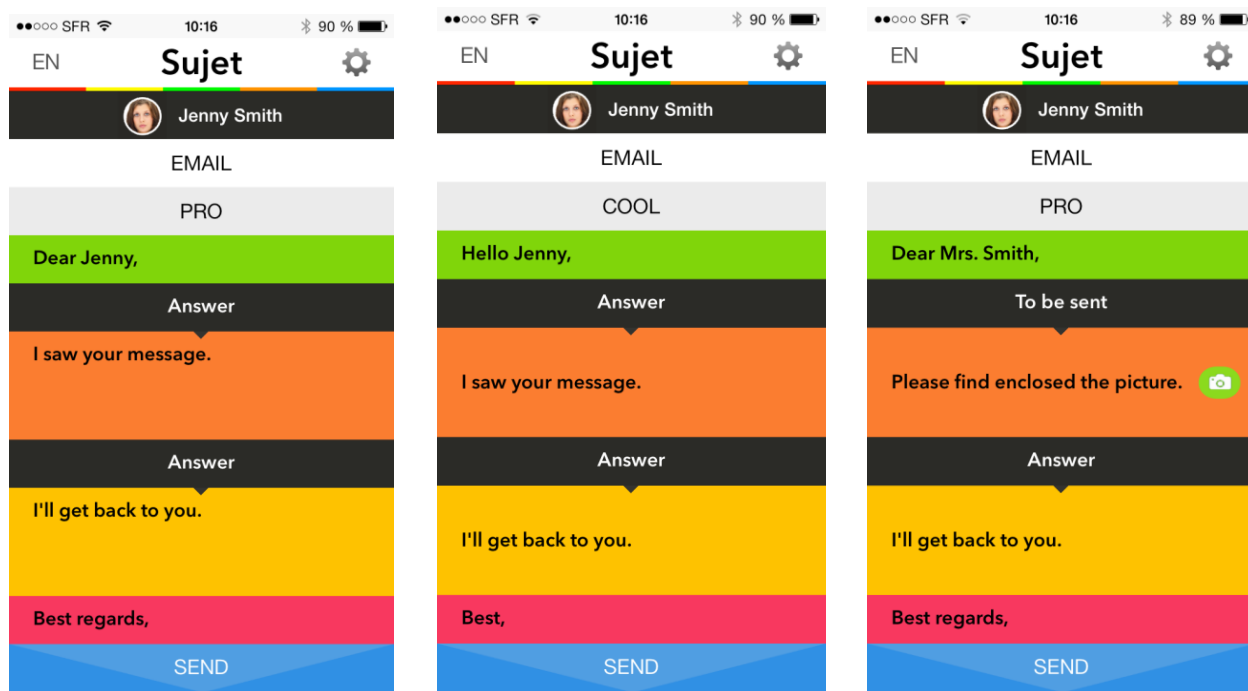 SFR 10:16 90 %
EN Sujet
Jenny Smith
EMAIL
PRO
Dear Jenny,
Answer
I saw your message.
Answer
I'll get back to you.
Best regards,
SEND
SFR 10:16 90 %
EN Sujet
Jenny Smith
EMAIL
COOL
Hello Jenny,
Answer
I saw your message.
Answer
I'll get back to you.
Best,
SEND
SFR 10:16 89 %
EN Sujet
Jenny Smith
EMAIL
PRO
Dear Mrs. Smith,
To be sent
Please find enclosed the picture.
Answer
I'll get back to you.
Best regards,
SEND